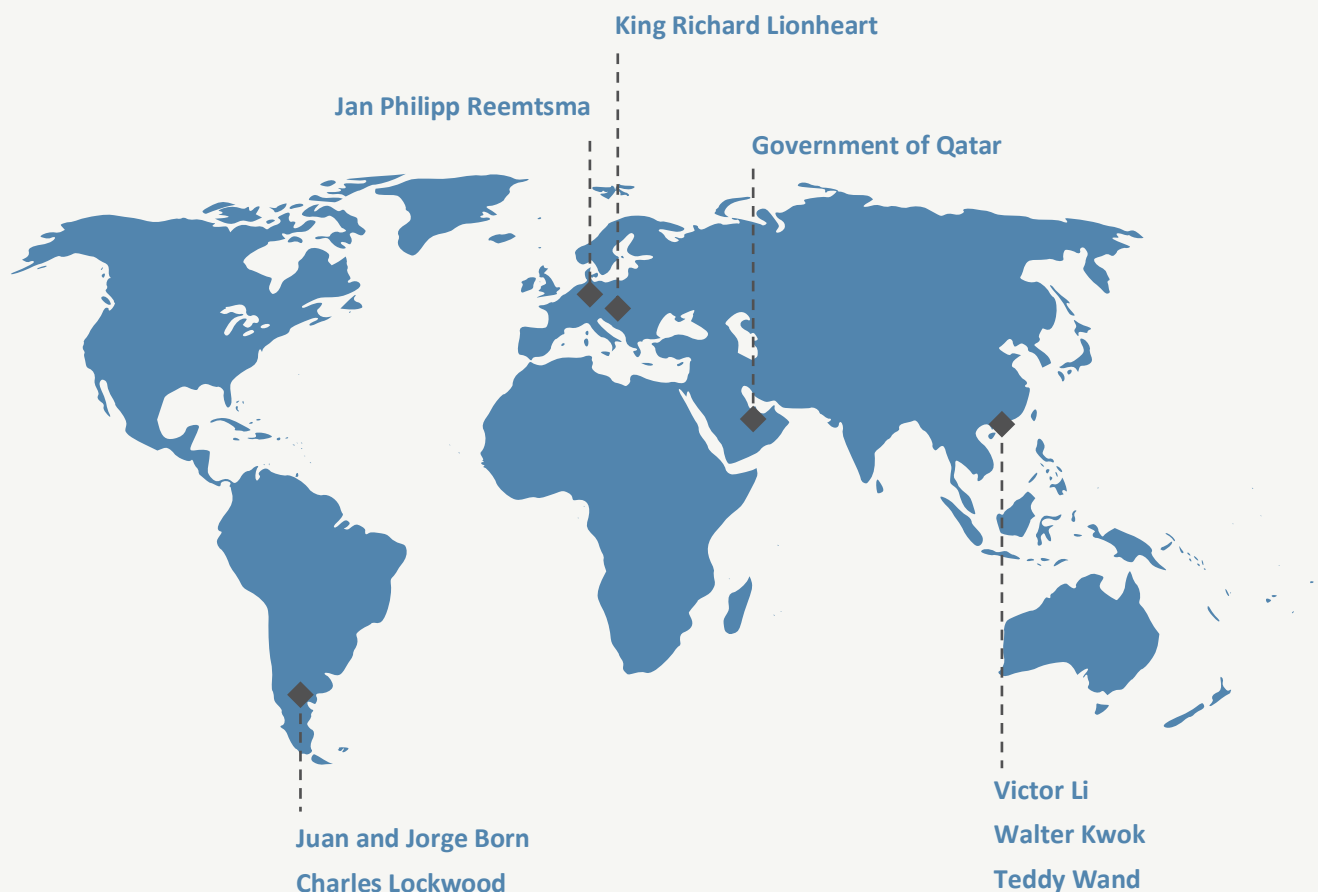 King Richard Lionheart
Jan Philipp Reemtsma
Government of Qatar
Juan and Jorge Born
Charles Lockwood
Victor Li
Walter Kwok
Teddy Wand